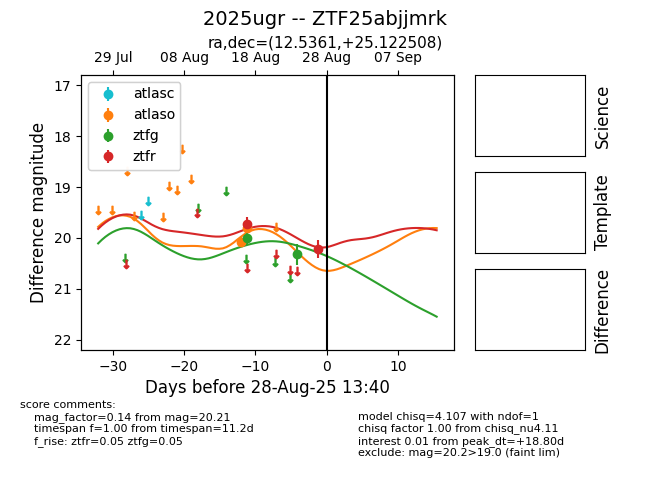 2025ugr -- ZTF25abjjmrk
ra,dec=(12.5361,+25.122508)
29 Jul 08 Aug 18 Aug 28 Aug 07 Sep
17
18
19
20
21
22
Difference magnitude
atlasc
atlaso
ztfg
ztfr
−30 −20 −10 0 10
Days before 28-Aug-25 13:40
Science
Template
Difference
score comments:
mag_factor=0.14 from mag=20.21
timespan f=1.00 from timespan=11.2d
f_rise: ztfr=0.05 ztfg=0.05
model chisq=4.107 with ndof=1
chisq factor 1.00 from chisq_nu4.11
interest 0.01 from peak_dt=+18.80d
exclude: mag=20.2>19.0 (faint lim)